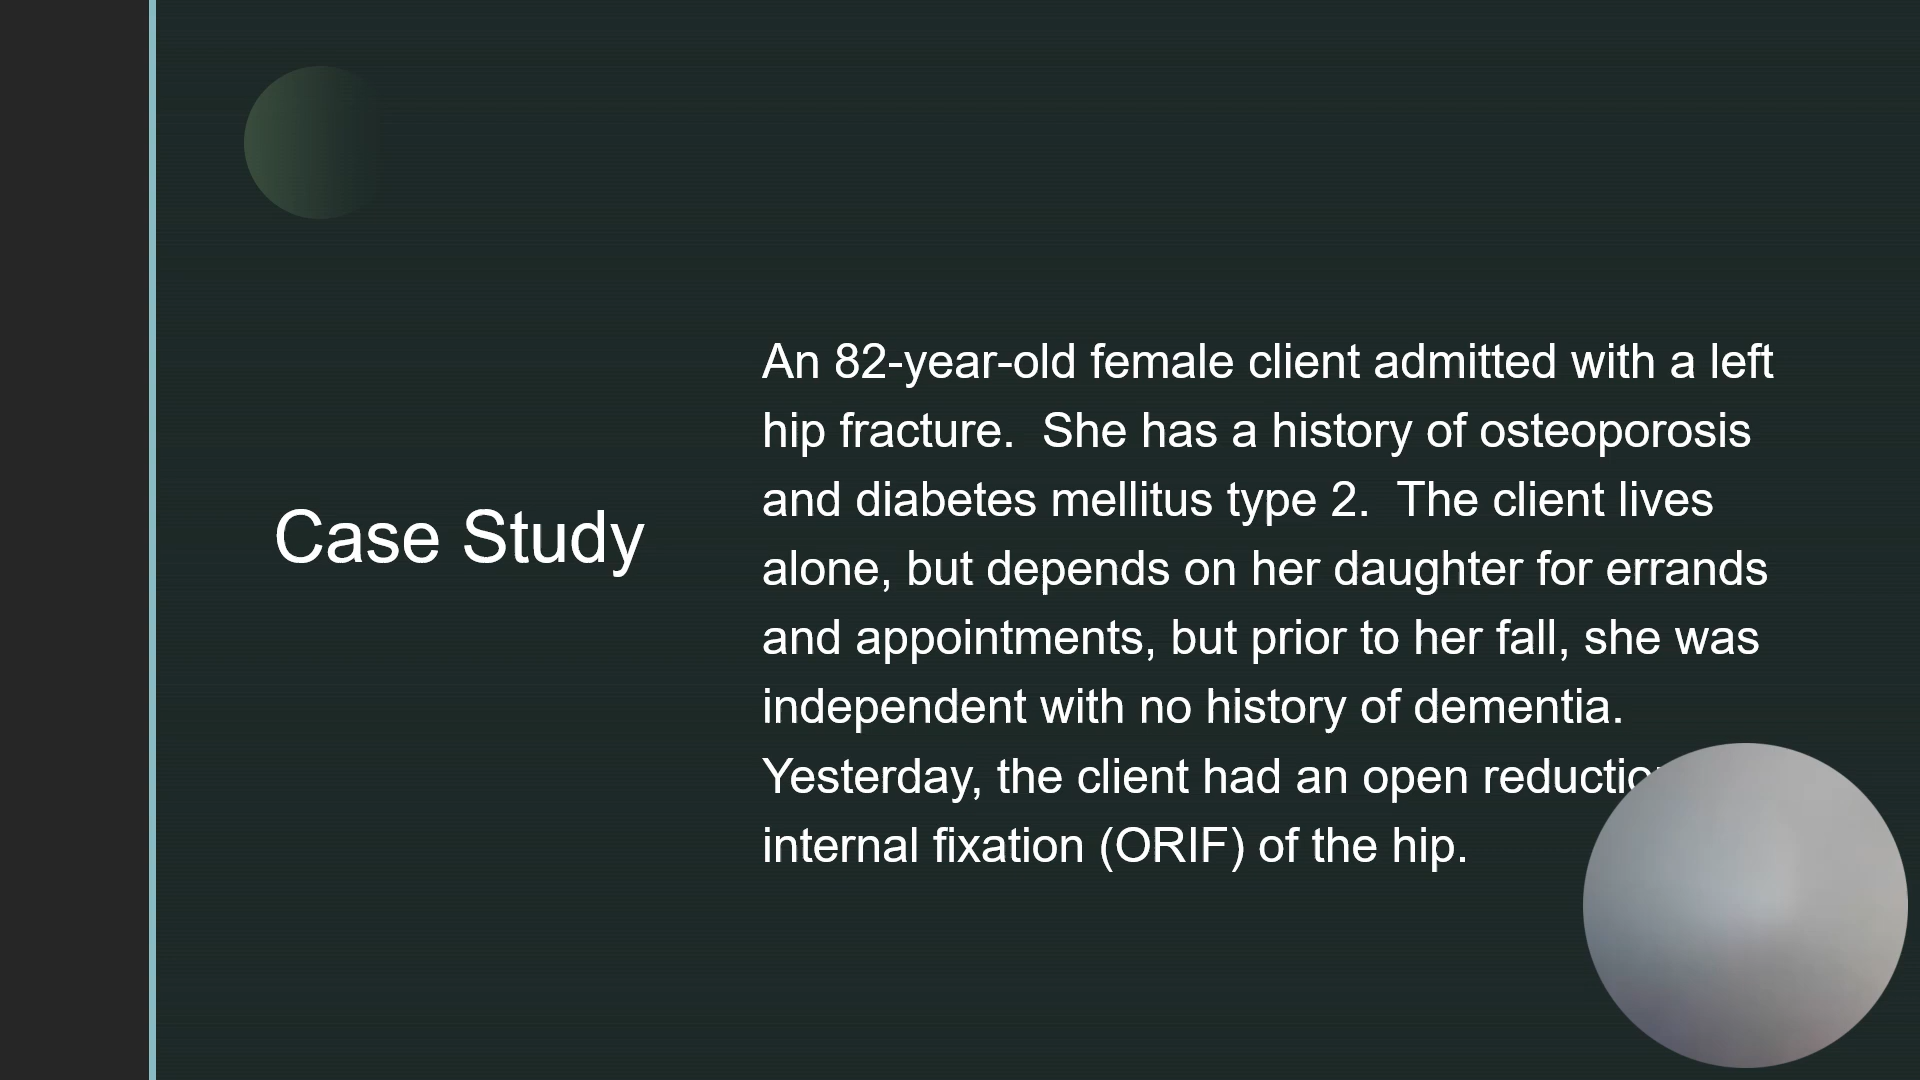 Case Study
An 82-year-old female client admitted with a left
hip fracture.  She has a history of osteoporosis
and diabetes mellitus type 2.  The client lives
alone, but depends on her daughter for errands
and appointments, but prior to her fall, she was
independent with no history of dementia.
Yesterday, the client had an open
internal fixation (ORIF) of the hip.